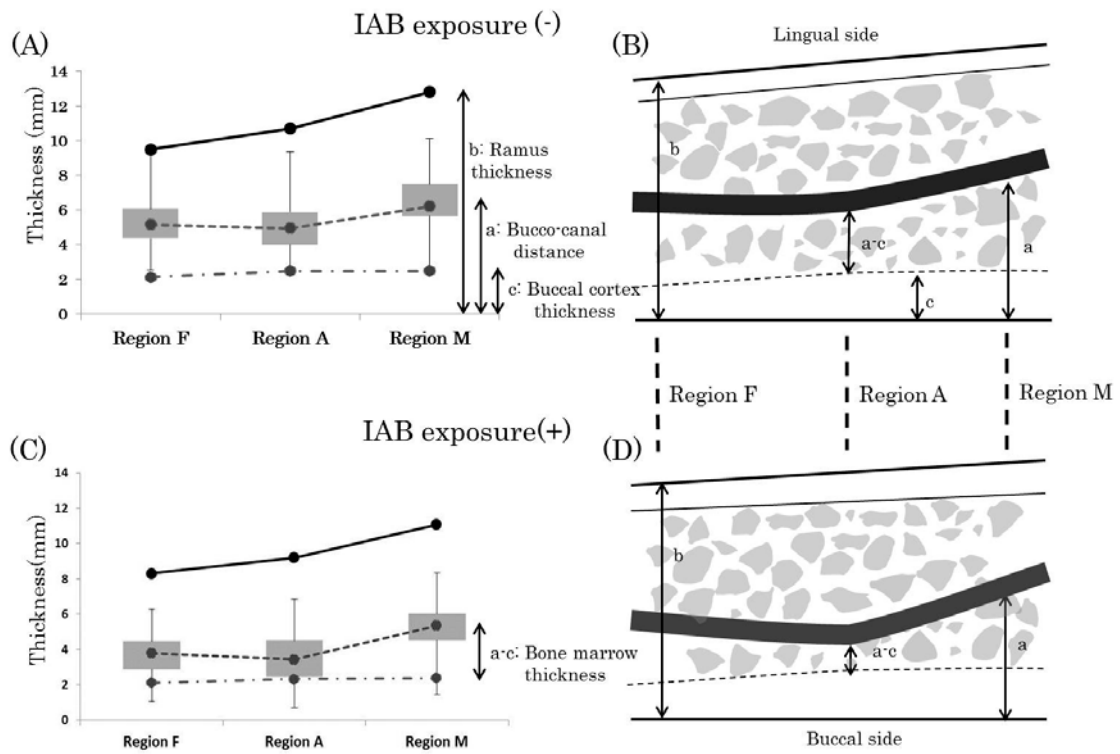 IAB exposure (-)
(A)
Thickness (mm)
14
12
10
8
6
4
2
0
Region F
Region A
Region M
b: Ramus
thickness
a: Bucco-canal
distance
c: Buccal cortex
thickness
(B)
Lingual side
b
a-c
a
c
Region F
Region A
Region M
IAB exposure(+)
(C)
Thickness(mm)
14
12
10
8
6
4
2
0
Region F
Region A
Region M
a-c: Bone marrow
thickness
(D)
b
a-c
a
Buccal side